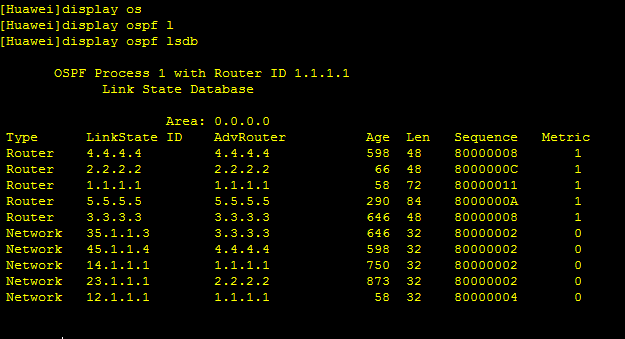 [Huawei]display os
[Huawei]display ospf l
[Huawei]display ospf lsdb
OSPF Process 1 with Router ID 1.1.1.1
Link State Database
Area: 0.0.0.0
Type LinkState ID AdvRouter Age Len Sequence Metric
Router 4.4.4.4 4.4.4.4 598 48 80000008 1
Router 2.2.2.2 2.2.2.2 66 48 8000000C 1
Router 1.1.1.1 1.1.1.1 58 72 80000011 1
Router 5.5.5.5 5.5.5.5 290 84 8000000A 1
Router 3.3.3.3 3.3.3.3 646 48 80000008 1
Network 35.1.1.3 3.3.3.3 646 32 80000002 0
Network 45.1.1.4 4.4.4.4 598 32 80000002 0
Network 14.1.1.1 1.1.1.1 750 32 80000002 0
Network 23.1.1.1 2.2.2.2 873 32 80000002 0
Network 12.1.1.1 1.1.1.1 58 32 80000004 0